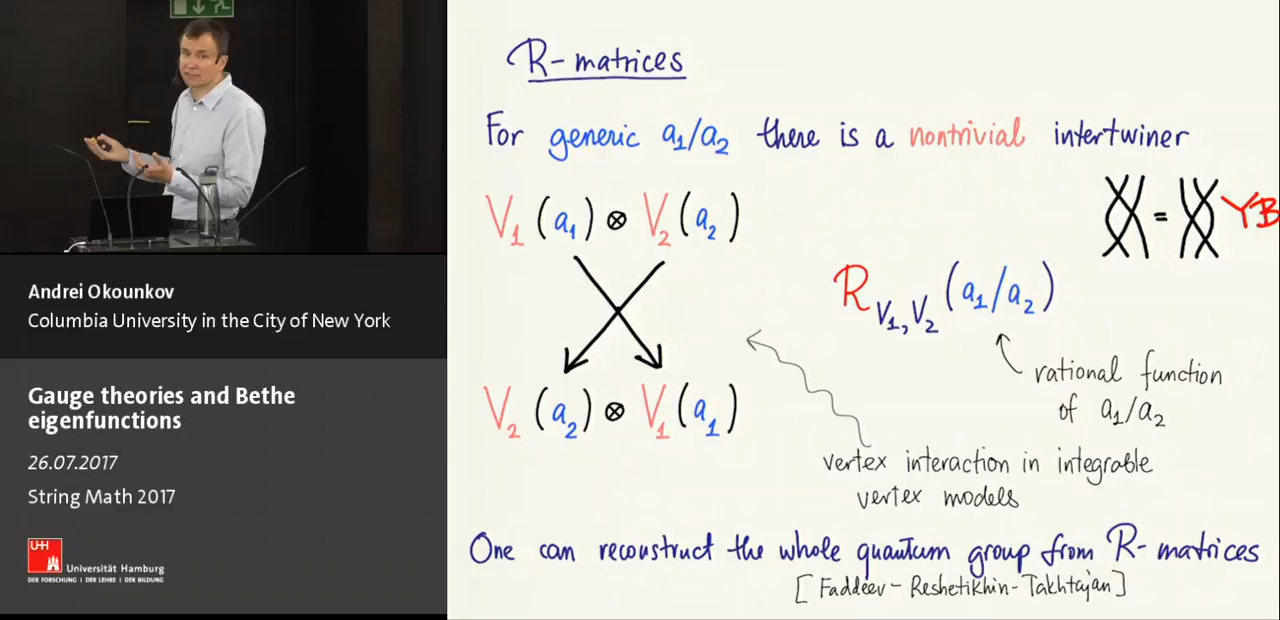 Andrei Okounkov
Columbia University in the City of New York
Gauge theories and Bethe
eigenfunctions
26.07.2017
String Math 2017
UH
Universität Hamburg
DER FORSCHUNG | DER LEHRE | DER BILDUNG
R-matrices
For generic a₁/a₂ there is a nontrivial intertwiner
V₁(a₁) ⊗ V₂(a₂)
= YB
R V₁,V₂ (a₁/a₂)
rational function
of a₁/a₂
V₂(a₂) ⊗ V₁(a₁)
vertex interaction in integrable
vertex models
One can reconstruct the whole quantum group from R-matrices
[Faddeev-Reshetikhin-Takhtajan]